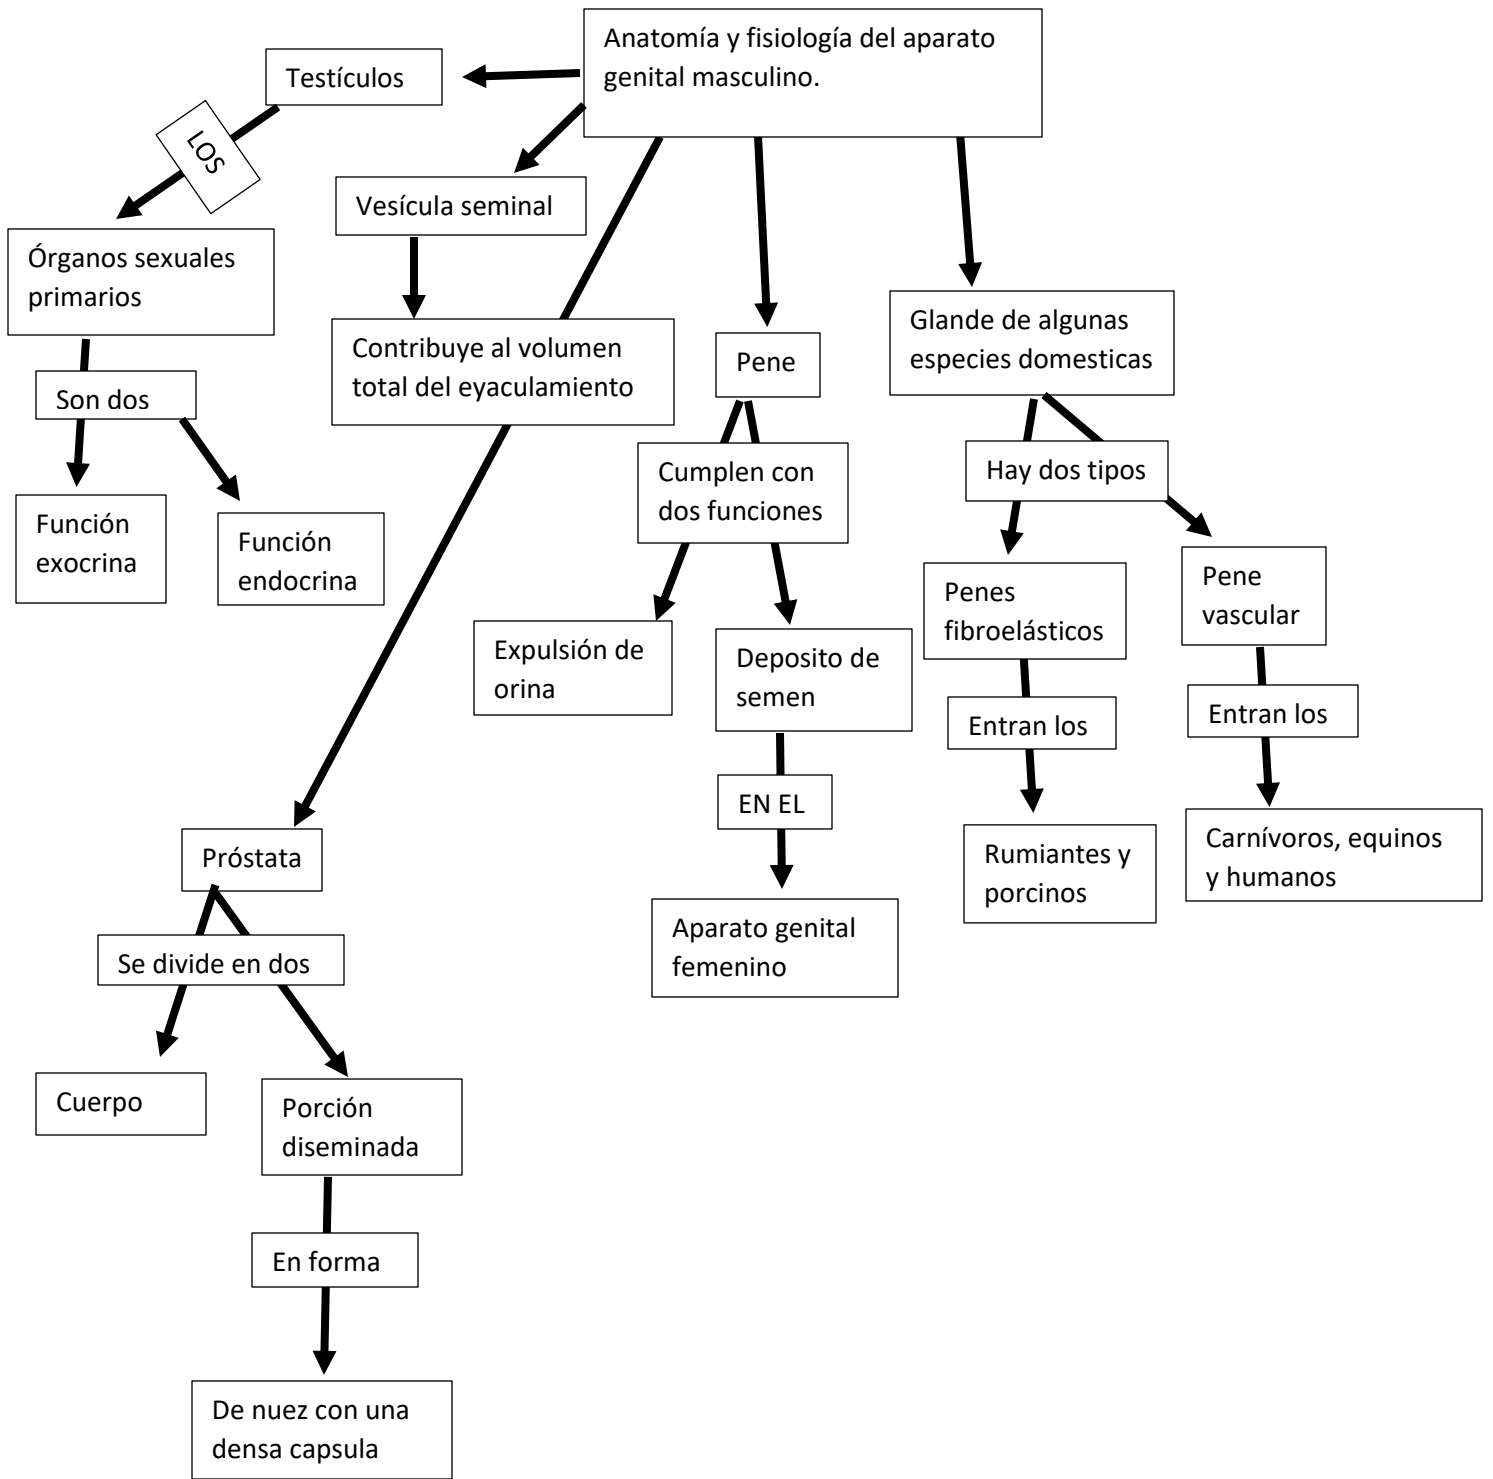 Anatomía y fisiología del aparato
genital masculino.
Testículos
LOS
Vesícula seminal
Órganos sexuales
primarios
Contribuye al volumen
total del eyaculamiento
Pene
Glande de algunas
especies domesticas
Son dos
Cumplen con
dos funciones
Hay dos tipos
Función
exocrina
Función
endocrina
Penes
fibroelásticos
Pene
vascular
Expulsión de
orina
Deposito de
semen
Entran los
Entran los
EN EL
Próstata
Rumiantes y
porcinos
Carnívoros, equinos
y humanos
Aparato genital
femenino
Se divide en dos
Cuerpo
Porción
diseminada
En forma
De nuez con una
densa capsula